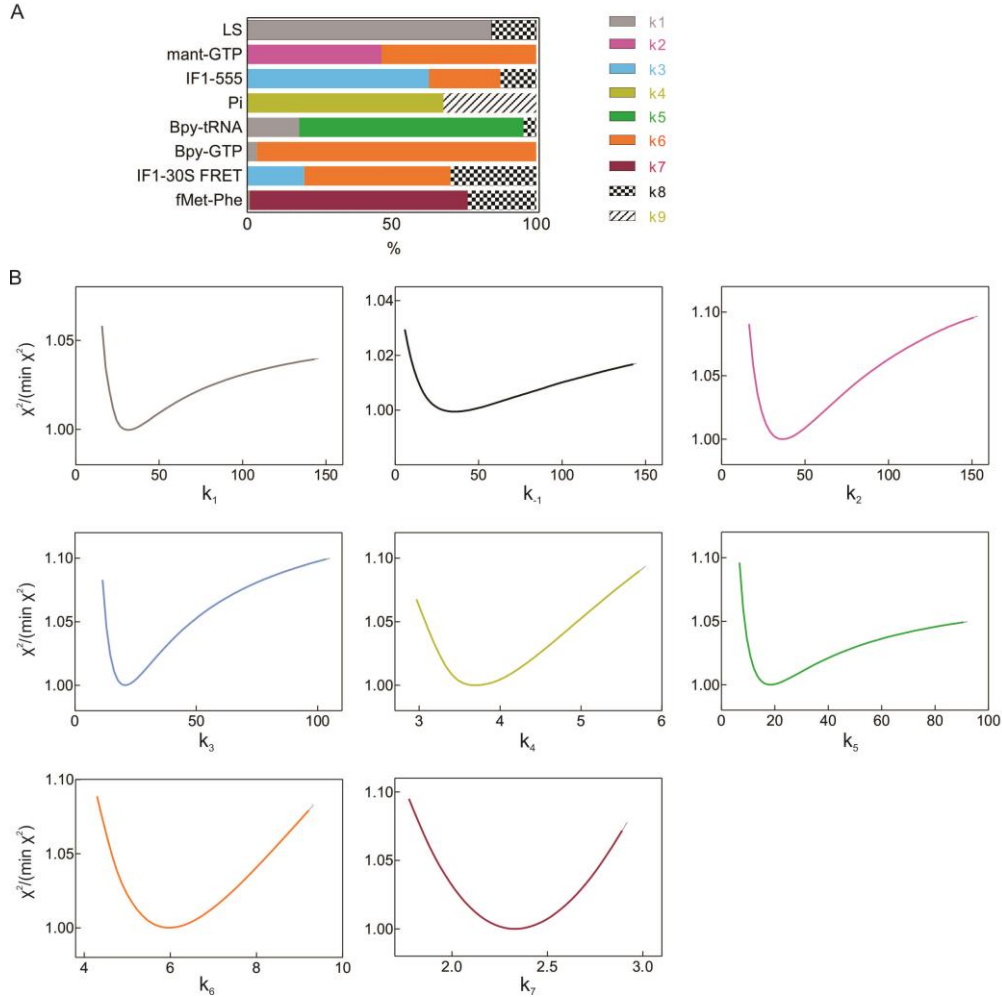 A
LS
mant-GTP
IF1-555
Pi
Bpy-tRNA
Bpy-GTP
IF1-30S FRET
fMet-Phe
0 50 100
%
k1
k2
k3
k4
k5
k6
k7
k8
k9
B
χ²/(min χ²)
1.05
1.00
0 50 100 150
k₁
1.04
1.02
1.00
0 50 100 150
k₋₁
1.10
1.05
1.00
0 50 100 150
k₂
χ²/(min χ²)
1.10
1.05
1.00
0 50 100
k₃
1.10
1.05
1.00
3 4 5 6
k₄
1.10
1.05
1.00
0 20 40 60 80 100
k₅
χ²/(min χ²)
1.10
1.05
1.00
4 6 8 10
k₆
1.10
1.05
1.00
2.0 2.5 3.0
k₇